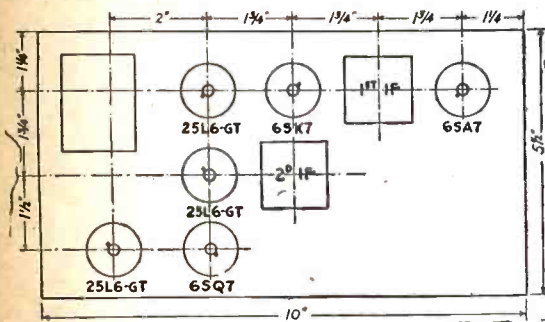 2" 1¾" 1¾" 1¾ 1¼"
1¼"
1ST IF
25L6-GT 6SK7 6SA7
1¾"
5½"
2D IF
25L6-GT
1½"
25L6-GT 6SQ7
10"